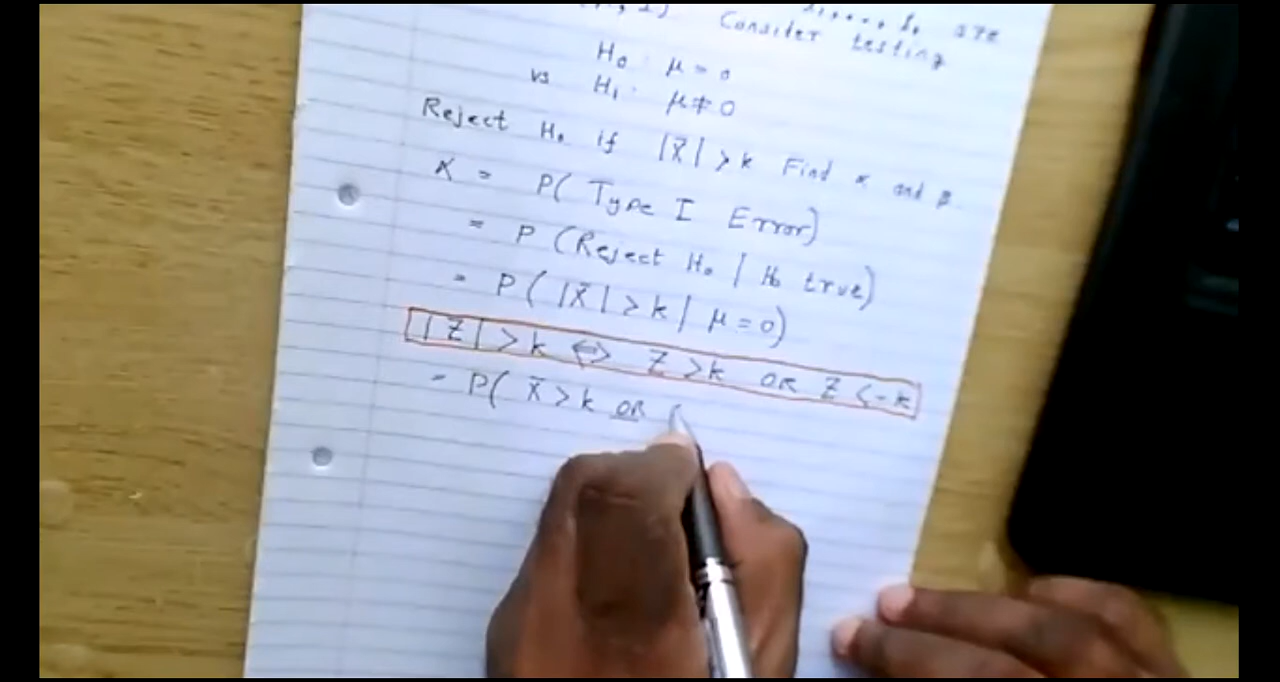 are
Consider testing
H₀ : μ = 0
vs H₁ : μ ≠ 0
Reject H₀ if |X̄| > k Find α and β
α = P( Type I Error)
= P (Reject H₀ | H₀ true)
= P( |X̄| > k | μ = 0)
|Z| > k ⇔ Z > k OR Z < -k
= P( X̄ > k OR